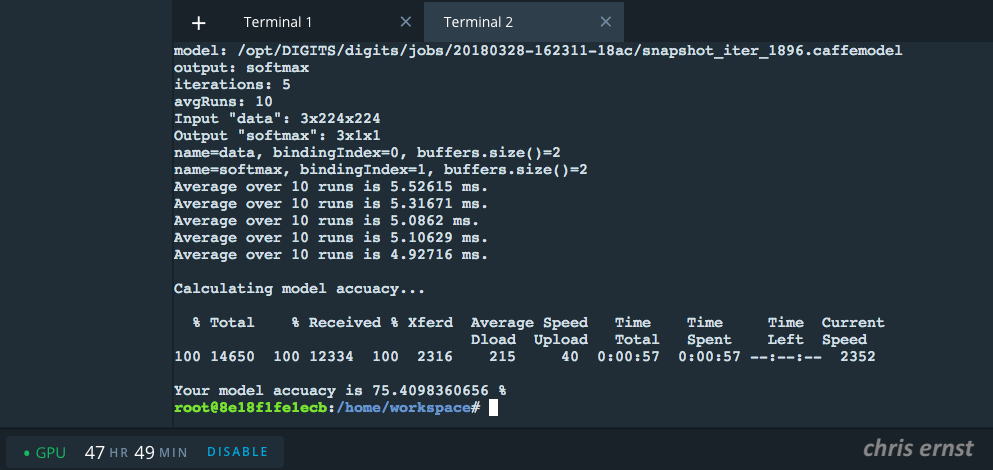 + Terminal 1 × Terminal 2 ×
model: /opt/DIGITS/digits/jobs/20180328-162311-18ac/snapshot_iter_1896.caffemodel
output: softmax
iterations: 5
avgRuns: 10
Input "data": 3x224x224
Output "softmax": 3x1x1
name=data, bindingIndex=0, buffers.size()=2
name=softmax, bindingIndex=1, buffers.size()=2
Average over 10 runs is 5.52615 ms.
Average over 10 runs is 5.31671 ms.
Average over 10 runs is 5.0862 ms.
Average over 10 runs is 5.10629 ms.
Average over 10 runs is 4.92716 ms.
Calculating model accuacy...
% Total % Received % Xferd Average Speed Time Time Time Current
Dload Upload Total Spent Left Speed
100 14650 100 12334 100 2316 215 40 0:00:57 0:00:57 --:--:-- 2352
Your model accuacy is 75.4098360656 %
root@8e18f1fe1ecb:/home/workspace#
GPU 47 HR 49 MIN DISABLE
chris ernst